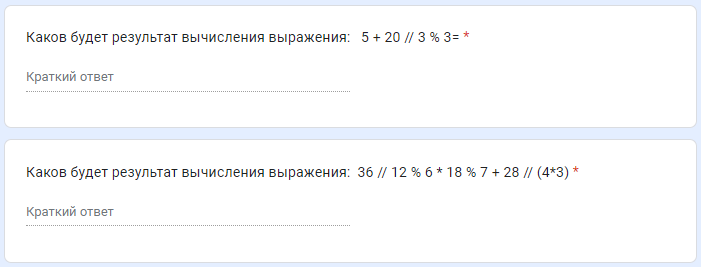 Каков будет результат вычисления выражения: 5 + 20 // 3 % 3= *
Краткий ответ
Каков будет результат вычисления выражения: 36 // 12 % 6 * 18 % 7 + 28 // (4*3) *
Краткий ответ